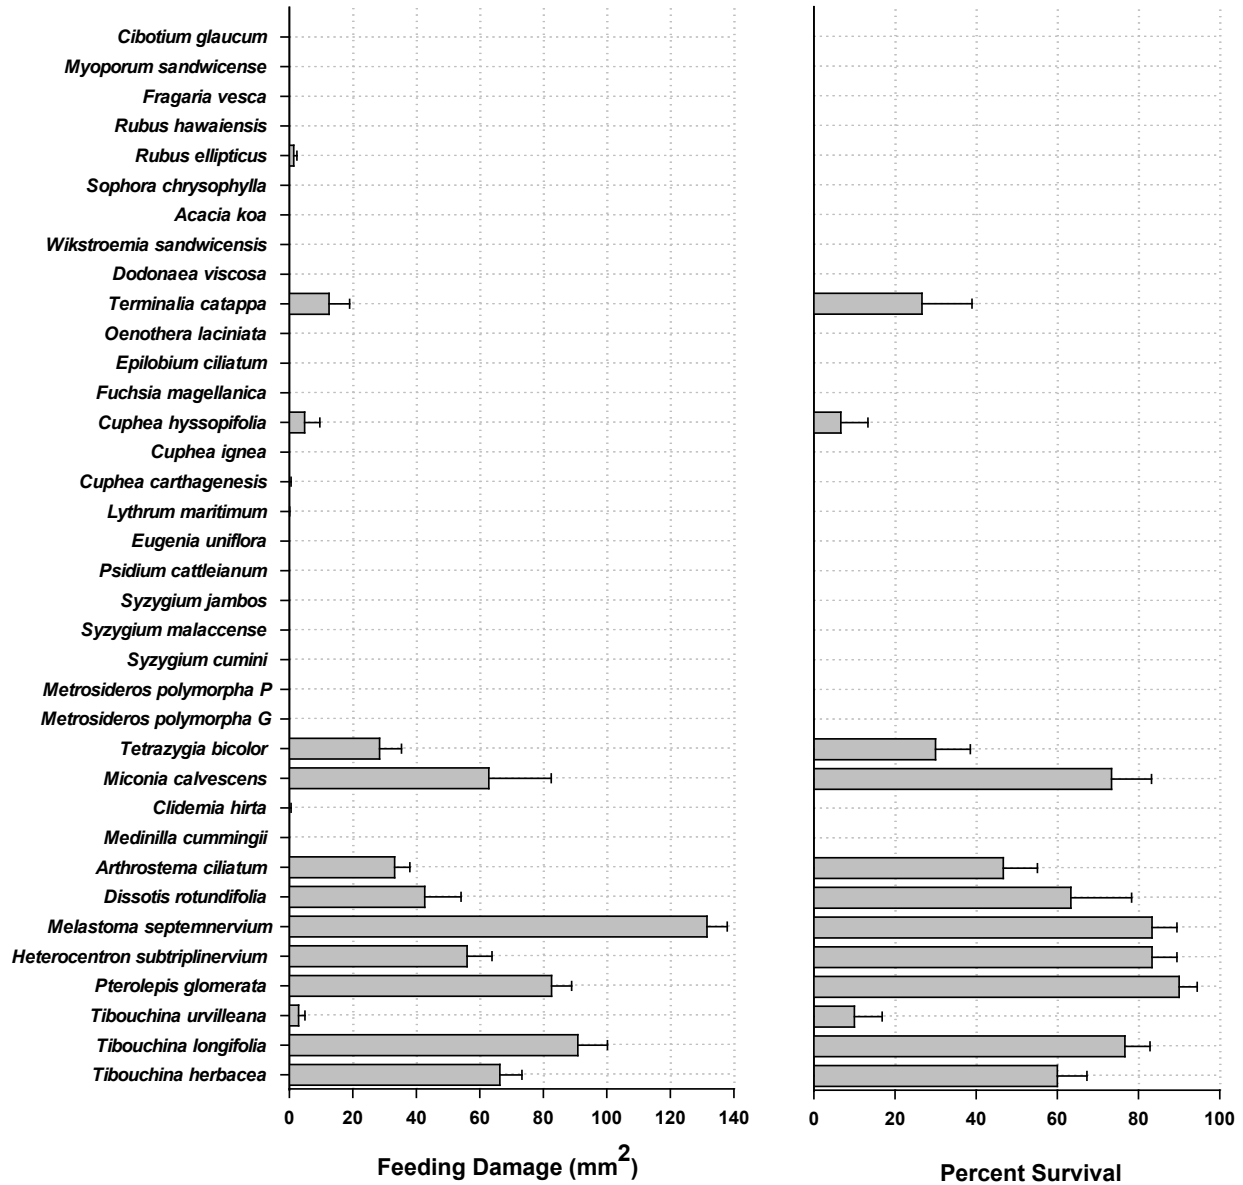 Cibotium glaucum
Myoporum sandwicense
Fragaria vesca
Rubus hawaiensis
Rubus ellipticus
Sophora chrysophylla
Acacia koa
Wikstroemia sandwicensis
Dodonaea viscosa
Terminalia catappa
Oenothera laciniata
Epilobium ciliatum
Fuchsia magellanica
Cuphea hyssopifolia
Cuphea ignea
Cuphea carthagenesis
Lythrum maritimum
Eugenia uniflora
Psidium cattleianum
Syzygium jambos
Syzygium malaccense
Syzygium cumini
Metrosideros polymorpha P
Metrosideros polymorpha G
Tetrazygia bicolor
Miconia calvescens
Clidemia hirta
Medinilla cummingii
Arthrostema ciliatum
Dissotis rotundifolia
Melastoma septemnervium
Heterocentron subtriplinervium
Pterolepis glomerata
Tibouchina urvilleana
Tibouchina longifolia
Tibouchina herbacea
0 20 40 60 80 100 120 140
Feeding Damage (mm²)
0 20 40 60 80 100
Percent Survival